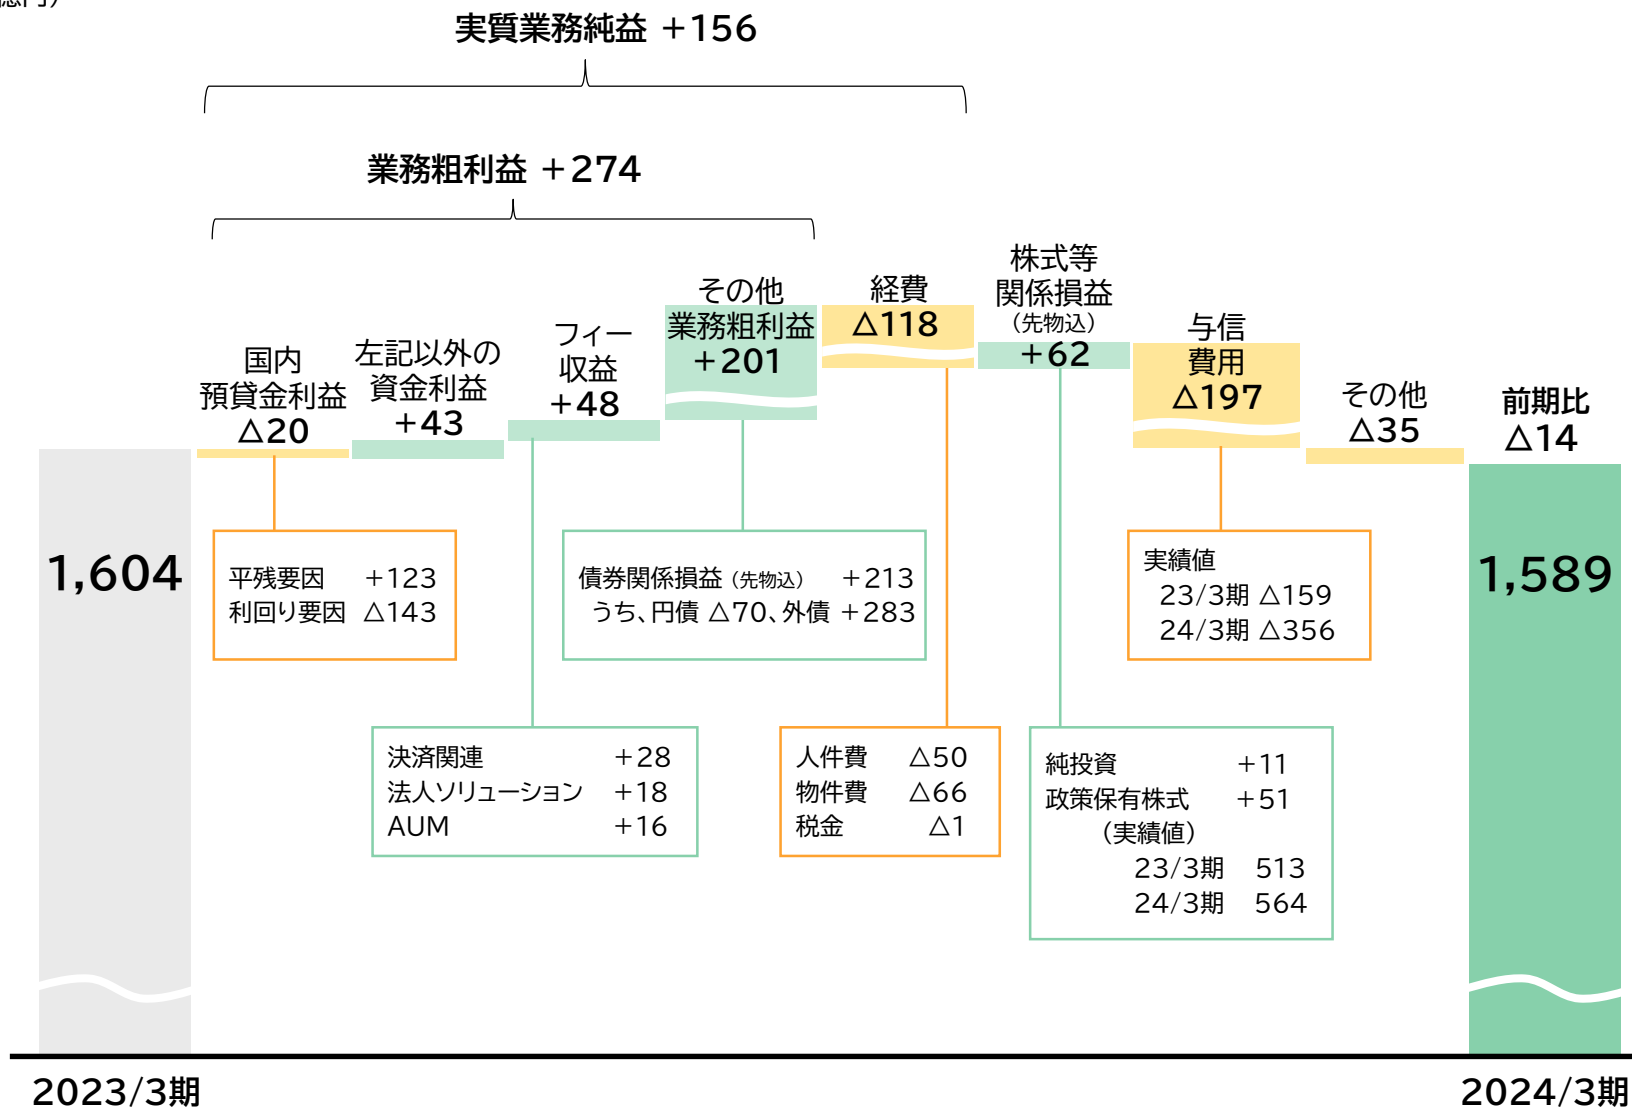 実質業務純益 +156
業務粗利益 +274
国内
預貸金利益
△20
左記以外の
資金利益
+43
フィー
収益
+48
その他
業務粗利益
+201
経費
△118
株式等
関係損益
(先物込)
+62
与信
費用
△197
その他
△35
前期比
△14
1,604
平残要因 +123
利回り要因 △143
債券関係損益 (先物込) +213
うち、円債 △70、外債 +283
実績値
23/3期 △159
24/3期 △356
1,589
決済関連 +28
法人ソリューション +18
AUM +16
人件費 △50
物件費 △66
税金 △1
純投資 +11
政策保有株式 +51
(実績値)
23/3期 513
24/3期 564
2023/3期
2024/3期